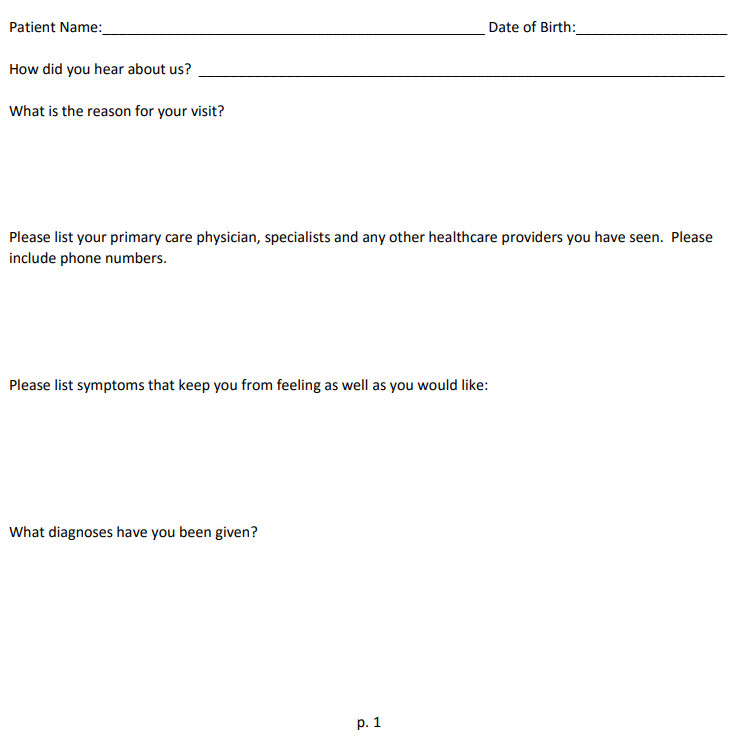 Patient Name:________________________________________________ Date of Birth:___________________
How did you hear about us? __________________________________________________________________
What is the reason for your visit?
Please list your primary care physician, specialists and any other healthcare providers you have seen.  Please
include phone numbers.
Please list symptoms that keep you from feeling as well as you would like:
What diagnoses have you been given?
p. 1